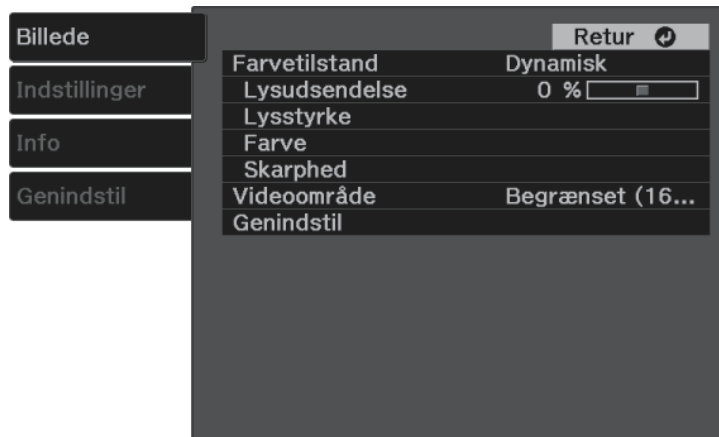 Billede
Indstillinger
Info
Genindstil
Retur
Farvetilstand Dynamisk
Lysudsendelse 0 %
Lysstyrke
Farve
Skarphed
Videoområde Begrænset (16...
Genindstil